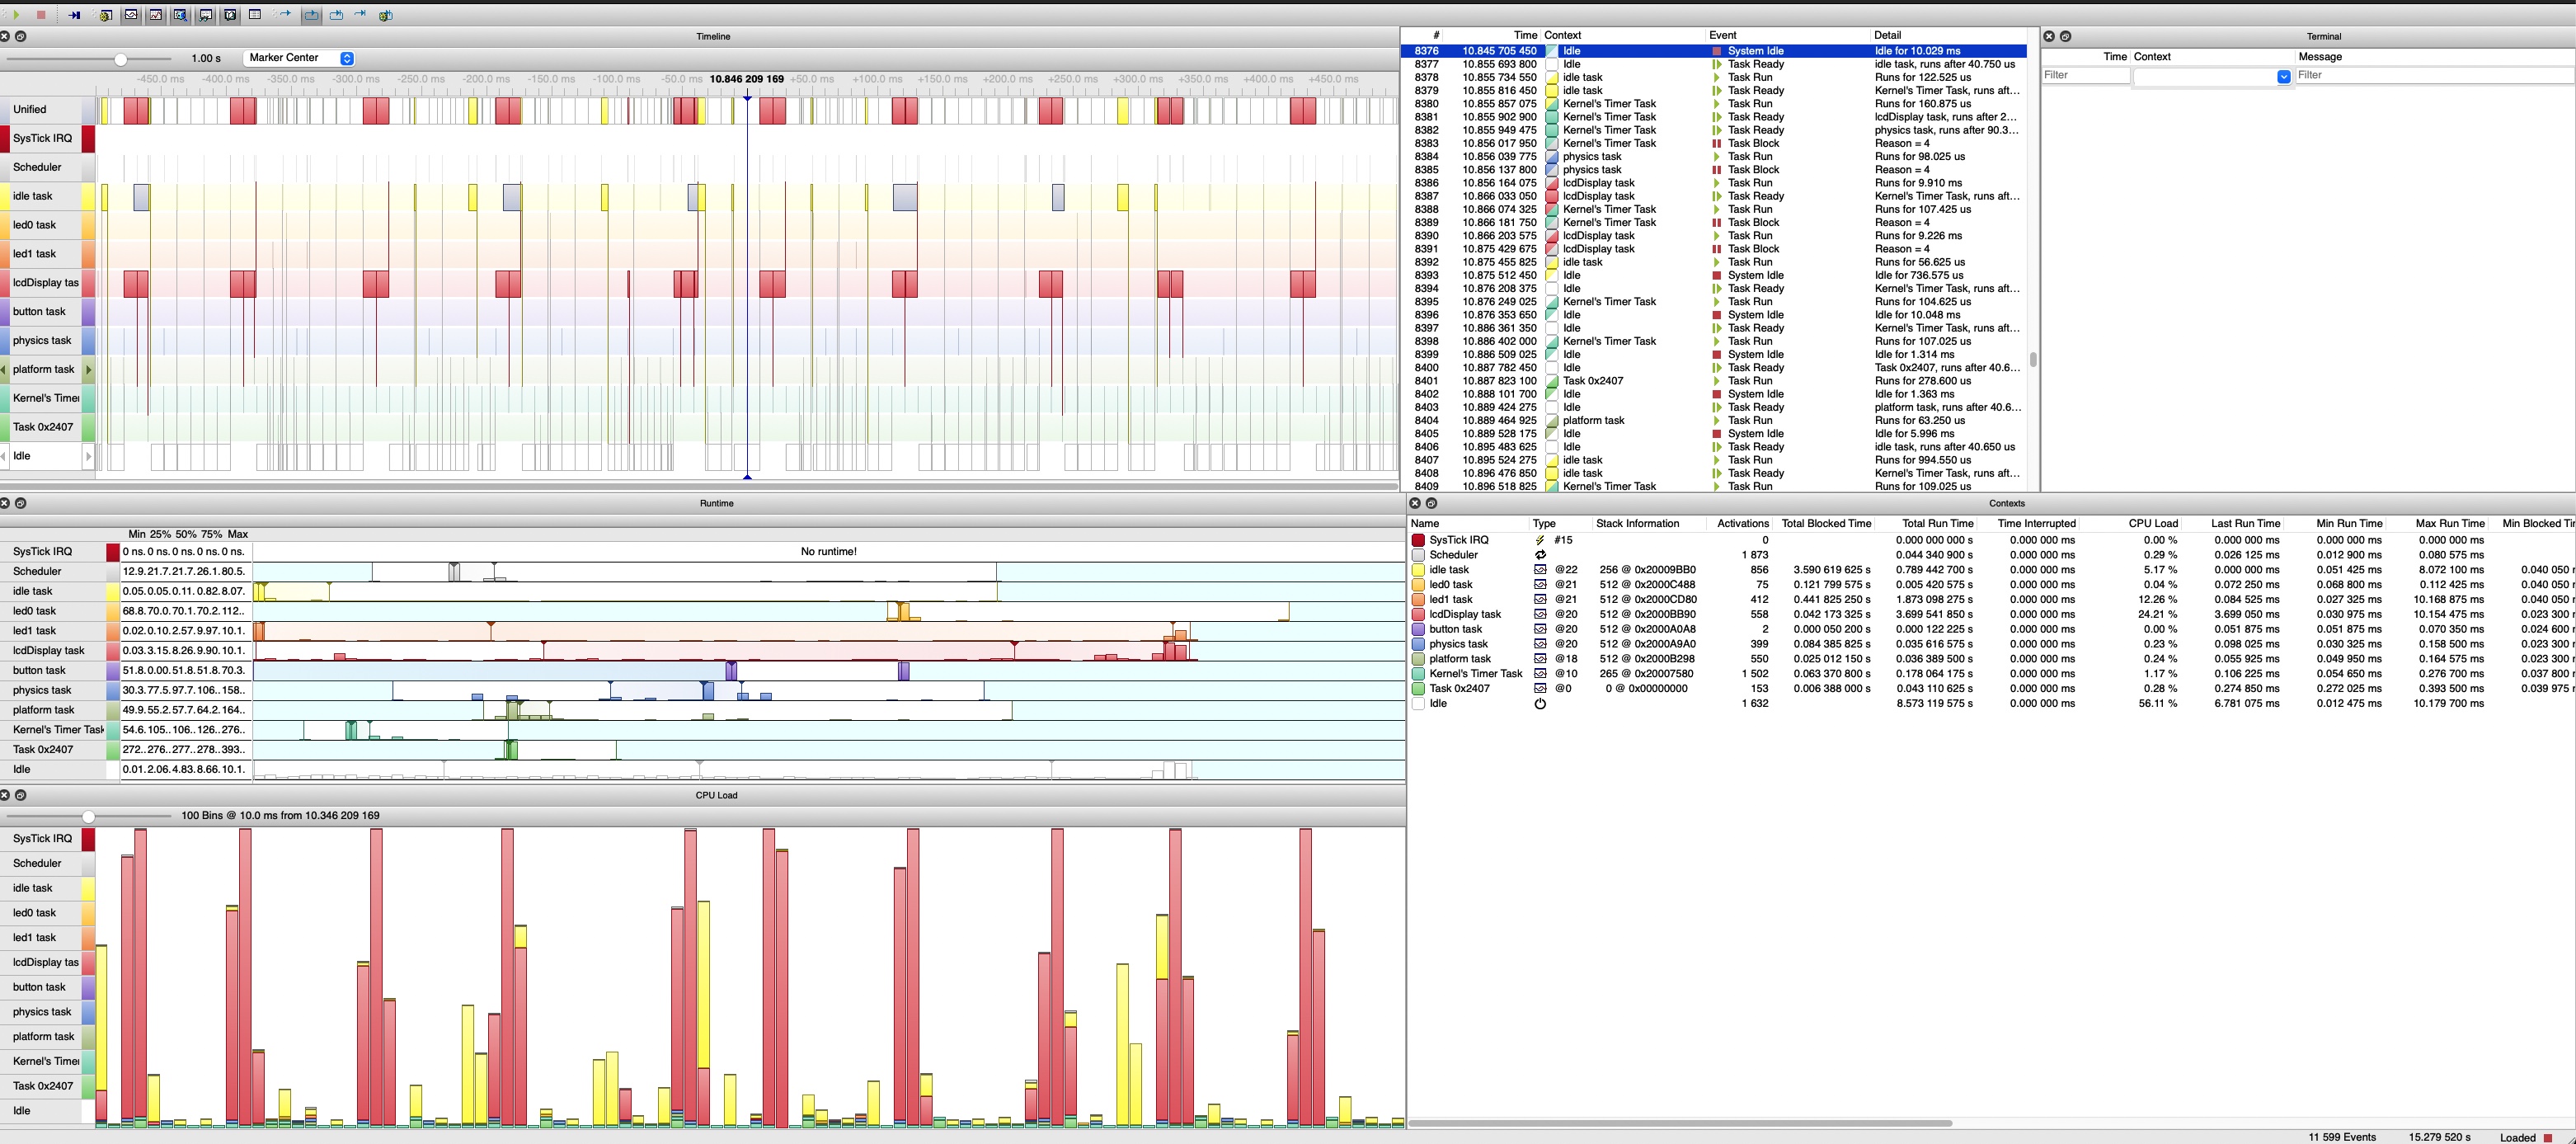 Timeline
1.00 s Marker Center
-450.0 ms -400.0 ms -350.0 ms -300.0 ms -250.0 ms -200.0 ms -150.0 ms -100.0 ms -50.0 ms 10.846 209 169 +50.0 ms +100.0 ms +150.0 ms +200.0 ms +250.0 ms +300.0 ms +350.0 ms +400.0 ms +450.0 ms
Unified
SysTick IRQ
Scheduler
idle task
led0 task
led1 task
lcdDisplay tas
button task
physics task
platform task
Kernel's Timer
Task 0x2407
Idle
# Time Context Event Detail
8376 10.845 705 450 Idle System Idle Idle for 10.029 ms
8377 10.855 693 800 Idle Task Ready idle task, runs after 40.750 us
8378 10.855 734 550 idle task Task Run Runs for 122.525 us
8379 10.855 816 450 idle task Task Ready Kernel's Timer Task, runs aft...
8380 10.855 857 075 Kernel's Timer Task Task Run Runs for 160.875 us
8381 10.855 902 900 Kernel's Timer Task Task Ready lcdDisplay task, runs after 2...
8382 10.855 949 475 Kernel's Timer Task Task Ready physics task, runs after 90.3...
8383 10.856 017 950 Kernel's Timer Task Task Block Reason = 4
8384 10.856 039 775 physics task Task Run Runs for 98.025 us
8385 10.856 137 800 physics task Task Block Reason = 4
8386 10.856 164 075 lcdDisplay task Task Run Runs for 9.910 ms
8387 10.866 033 050 lcdDisplay task Task Ready Kernel's Timer Task, runs aft...
8388 10.866 074 325 Kernel's Timer Task Task Run Runs for 107.425 us
8389 10.866 181 750 Kernel's Timer Task Task Block Reason = 4
8390 10.866 203 575 lcdDisplay task Task Run Runs for 9.226 ms
8391 10.875 429 675 lcdDisplay task Task Block Reason = 4
8392 10.875 455 825 idle task Task Run Runs for 56.625 us
8393 10.875 512 450 Idle System Idle Idle for 736.575 us
8394 10.876 208 375 Idle Task Ready Kernel's Timer Task, runs aft...
8395 10.876 249 025 Kernel's Timer Task Task Run Runs for 104.625 us
8396 10.876 353 650 Idle System Idle Idle for 10.048 ms
8397 10.886 361 350 Idle Task Ready Kernel's Timer Task, runs aft...
8398 10.886 402 000 Kernel's Timer Task Task Run Runs for 107.025 us
8399 10.886 509 025 Idle System Idle Idle for 1.314 ms
8400 10.887 782 450 Idle Task Ready Task 0x2407, runs after 40.6...
8401 10.887 823 100 Task 0x2407 Task Run Runs for 278.600 us
8402 10.888 101 700 Idle System Idle Idle for 1.363 ms
8403 10.889 424 275 Idle Task Ready platform task, runs after 40.6...
8404 10.889 464 925 platform task Task Run Runs for 63.250 us
8405 10.889 528 175 Idle System Idle Idle for 5.996 ms
8406 10.895 483 625 Idle Task Ready idle task, runs after 40.650 us
8407 10.895 524 275 idle task Task Run Runs for 994.550 us
8408 10.896 476 850 idle task Task Ready Kernel's Timer Task, runs aft...
8409 10.896 518 825 Kernel's Timer Task Task Run Runs for 109.025 us
Terminal
Time Context Message
Filter Filter
Runtime
Min 25% 50% 75% Max
SysTick IRQ 0 ns. 0 ns. 0 ns. 0 ns. 0 ns. No runtime!
Scheduler 12.9.21.7.21.7.26.1.80.5.
idle task 0.05.0.05.0.11. 0.82.8.07.
led0 task 68.8.70.0.70.1.70.2.112..
led1 task 0.02.0.10.2.57.9.97.10.1.
lcdDisplay task 0.03.3.15.8.26.9.90.10.1.
button task 51.8.0.00.51.8.51.8.70.3.
physics task 30.3.77.5.97.7.106..158..
platform task 49.9.55.2.57.7.64.2.164..
Kernel's Timer Task 54.6.105..106..126..276..
Task 0x2407 272..276..277..278..393..
Idle 0.01.2.06.4.83.8.66.10.1.
CPU Load
100 Bins @ 10.0 ms from 10.346 209 169
SysTick IRQ
Scheduler
idle task
led0 task
led1 task
lcdDisplay tas
button task
physics task
platform task
Kernel's Timer
Task 0x2407
Idle
Contexts
Name Type Stack Information Activations Total Blocked Time Total Run Time Time Interrupted CPU Load Last Run Time Min Run Time Max Run Time Min Blocked Ti
SysTick IRQ #15 0 0.000 000 000 s 0.000 000 ms 0.00 % 0.000 000 ms 0.000 000 ms 0.000 000 ms
Scheduler 1 873 0.044 340 900 s 0.000 000 ms 0.29 % 0.026 125 ms 0.012 900 ms 0.080 575 ms
idle task @22 256 @ 0x20009BB0 856 3.590 619 625 s 0.789 442 700 s 0.000 000 ms 5.17 % 0.000 000 ms 0.051 425 ms 8.072 100 ms 0.040 050
led0 task @21 512 @ 0x2000C488 75 0.121 799 575 s 0.005 420 575 s 0.000 000 ms 0.04 % 0.072 250 ms 0.068 800 ms 0.112 425 ms 0.040 050
led1 task @21 512 @ 0x2000CD80 412 0.441 825 250 s 1.873 098 275 s 0.000 000 ms 12.26 % 0.084 525 ms 0.027 325 ms 10.168 875 ms 0.040 050
lcdDisplay task @20 512 @ 0x2000BB90 558 0.042 173 325 s 3.699 541 850 s 0.000 000 ms 24.21 % 3.699 050 ms 0.030 975 ms 10.154 475 ms 0.023 300
button task @20 512 @ 0x2000A0A8 2 0.000 050 200 s 0.000 122 225 s 0.000 000 ms 0.00 % 0.051 875 ms 0.051 875 ms 0.070 350 ms 0.024 600
physics task @20 512 @ 0x2000A9A0 399 0.084 385 825 s 0.035 616 575 s 0.000 000 ms 0.23 % 0.098 025 ms 0.030 325 ms 0.158 500 ms 0.023 300
platform task @18 512 @ 0x2000B298 550 0.025 012 150 s 0.036 389 500 s 0.000 000 ms 0.24 % 0.055 925 ms 0.049 950 ms 0.164 575 ms 0.023 300
Kernel's Timer Task @10 265 @ 0x20007580 1 502 0.063 370 800 s 0.178 064 175 s 0.000 000 ms 1.17 % 0.106 225 ms 0.054 650 ms 0.276 700 ms 0.037 800
Task 0x2407 @0 0 @ 0x00000000 153 0.006 388 000 s 0.043 110 625 s 0.000 000 ms 0.28 % 0.274 850 ms 0.272 025 ms 0.393 500 ms 0.039 975
Idle 1 632 8.573 119 575 s 0.000 000 ms 56.11 % 6.781 075 ms 0.012 475 ms 10.179 700 ms
11 599 Events 15.279 520 s Loaded